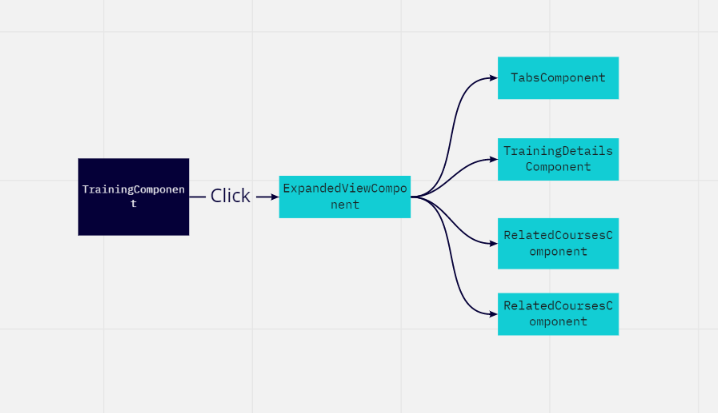 TrainingComponen
t
Click
ExpandedViewCompo
nent
TabsComponent
TrainingDetails
Component
RelatedCoursesC
omponent
RelatedCoursesC
omponent